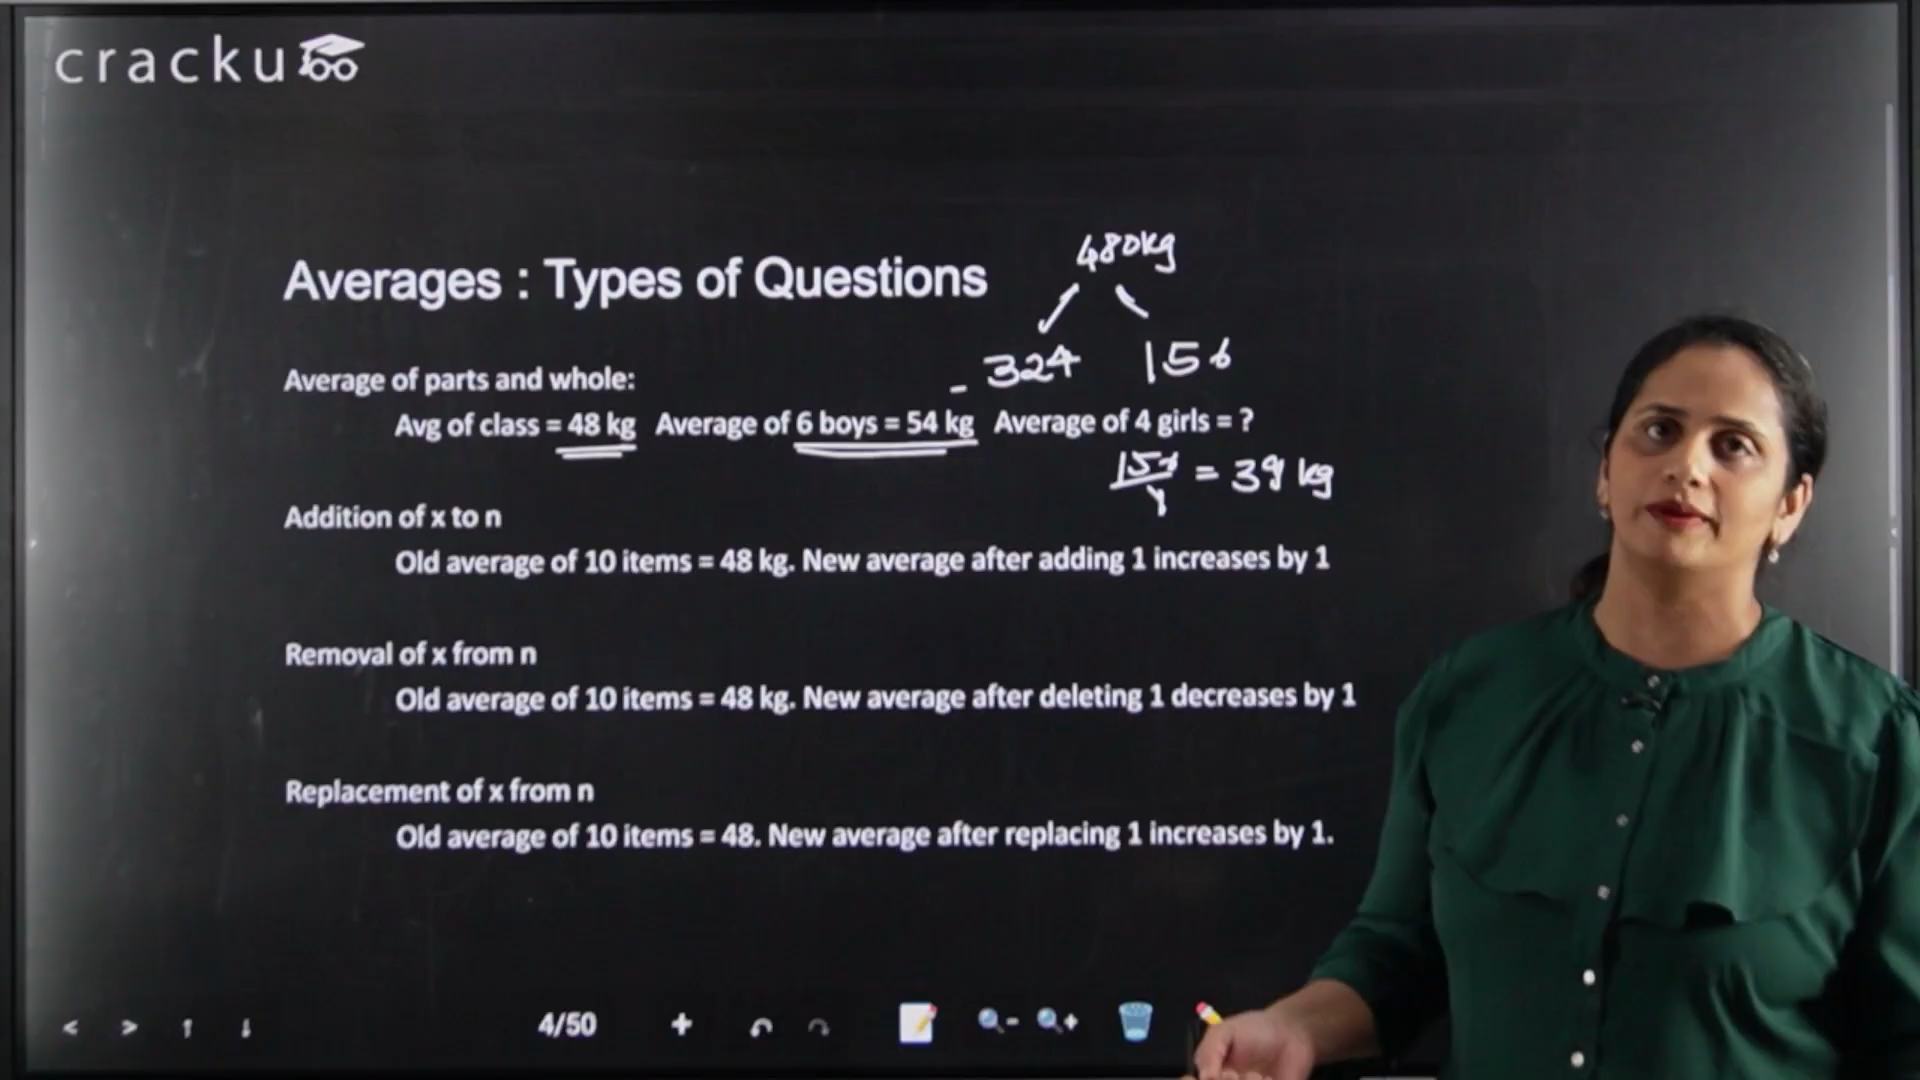 cracku
480kg
Averages : Types of Questions
324 156
Average of parts and whole:
Avg of class = 48 kg Average of 6 boys = 54 kg Average of 4 girls = ?
= 39 kg
Addition of x to n
Old average of 10 items = 48 kg. New average after adding 1 increases by 1
Removal of x from n
Old average of 10 items = 48 kg. New average after deleting 1 decreases by 1
Replacement of x from n
Old average of 10 items = 48. New average after replacing 1 increases by 1.
4/50